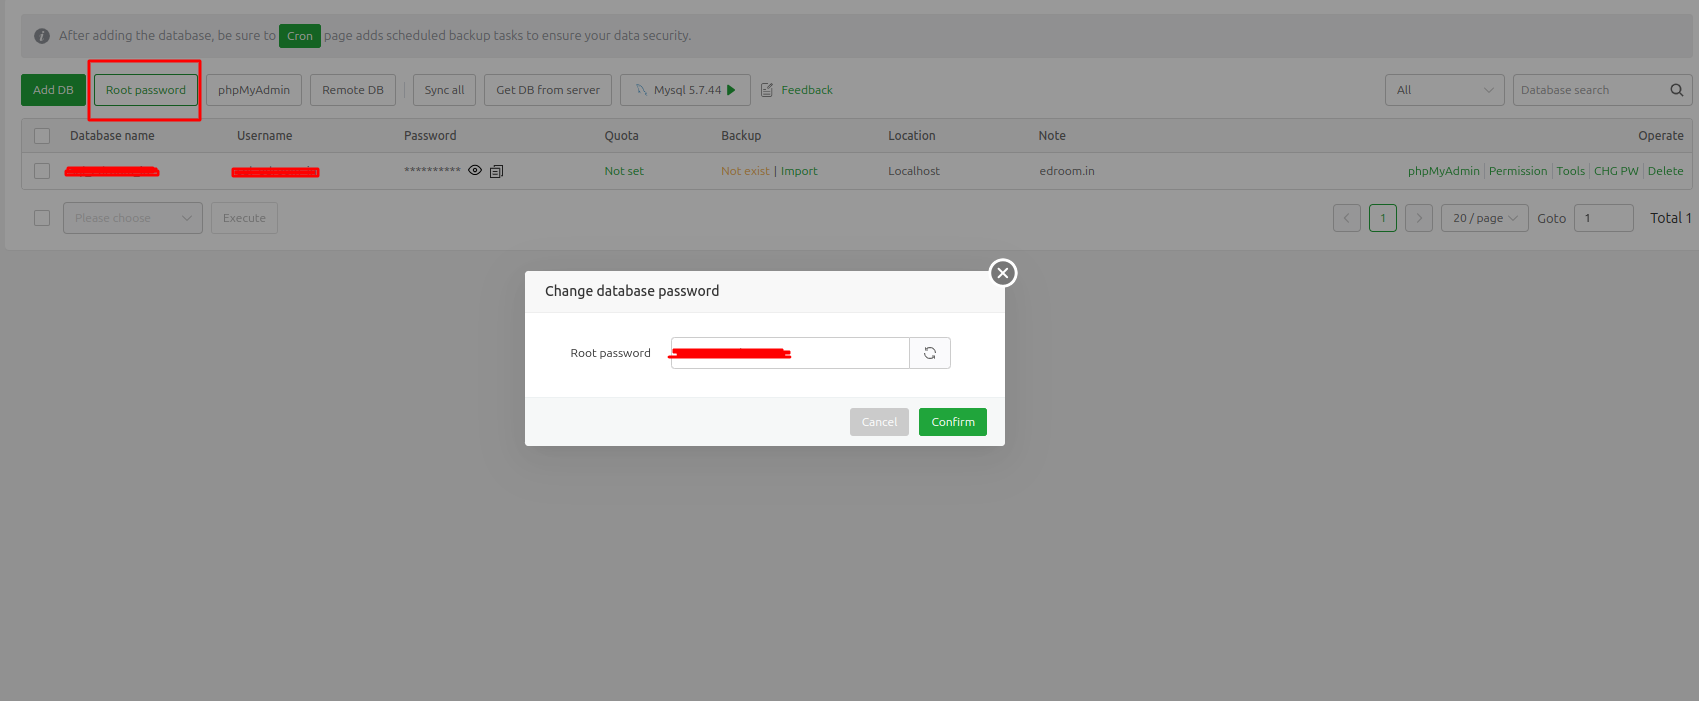 After adding the database, be sure to Cron page adds scheduled backup tasks to ensure your data security.
Add DB Root password phpMyAdmin Remote DB Sync all Get DB from server Mysql 5.7.44 Feedback All Database search
Database name Username Password Quota Backup Location Note Operate
********** Not set Not exist | Import Localhost edroom.in phpMyAdmin | Permission | Tools | CHG PW | Delete
Please choose Execute 1 20 / page Goto 1 Total 1
Change database password
Root password
Cancel Confirm